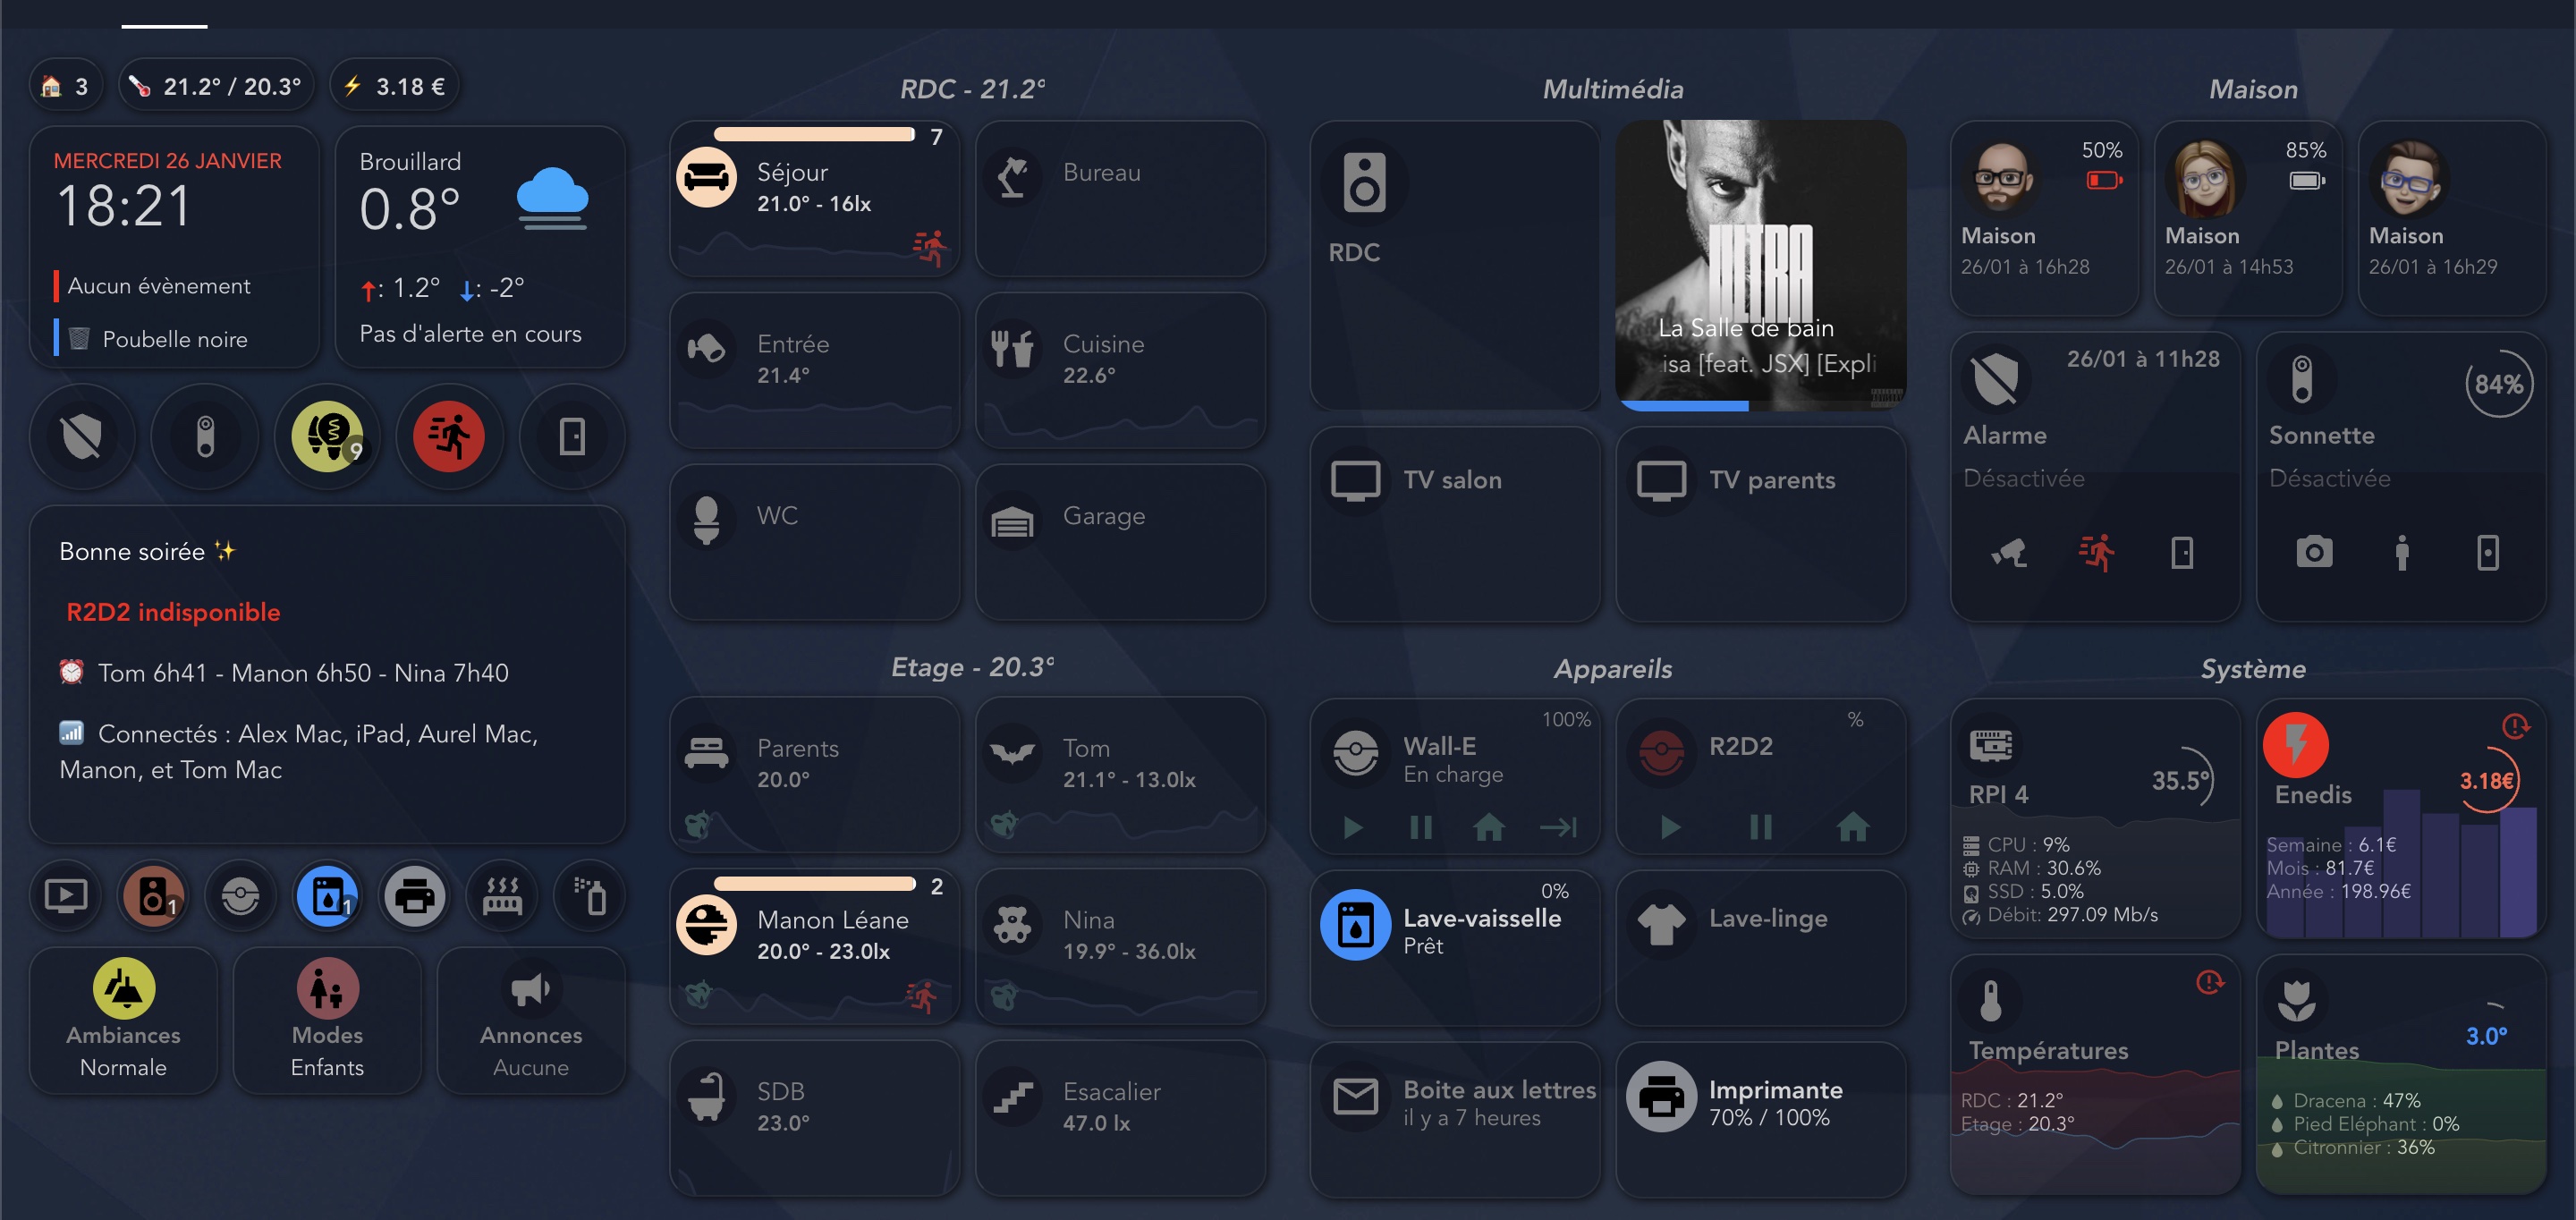 3
21.2° / 20.3°
3.18 €
MERCREDI 26 JANVIER
18:21
Aucun évènement
Poubelle noire
Brouillard
0.8°
: 1.2° : -2°
Pas d'alerte en cours
9
Bonne soirée
R2D2 indisponible
Tom 6h41 - Manon 6h50 - Nina 7h40
Connectés : Alex Mac, iPad, Aurel Mac,
Manon, et Tom Mac
1
1
Ambiances
Normale
Modes
Enfants
Annonces
Aucune
RDC - 21.2°
7
Séjour
21.0° - 16lx
Bureau
Entrée
21.4°
Cuisine
22.6°
WC
Garage
Etage - 20.3°
Parents
20.0°
Tom
21.1° - 13.0lx
2
Manon Léane
20.0° - 23.0lx
Nina
19.9° - 36.0lx
SDB
23.0°
Esacalier
47.0 lx
Multimédia
RDC
La Salle de bain
isa [feat. JSX] [Expli
TV salon
TV parents
Appareils
100%
Wall-E
En charge
%
R2D2
0%
Lave-vaisselle
Prêt
Lave-linge
Boite aux lettres
il y a 7 heures
Imprimante
70% / 100%
Maison
50%
Maison
26/01 à 16h28
85%
Maison
26/01 à 14h53
Maison
26/01 à 16h29
26/01 à 11h28
Alarme
Désactivée
84%
Sonnette
Désactivée
Système
35.5°
RPI 4
CPU : 9%
RAM : 30.6%
SSD : 5.0%
Débit: 297.09 Mb/s
3.18€
Enedis
Semaine : 6.1€
Mois : 81.7€
Année : 198.96€
Températures
RDC : 21.2°
Etage : 20.3°
3.0°
Plantes
Dracena : 47%
Pied Eléphant : 0%
Citronnier : 36%